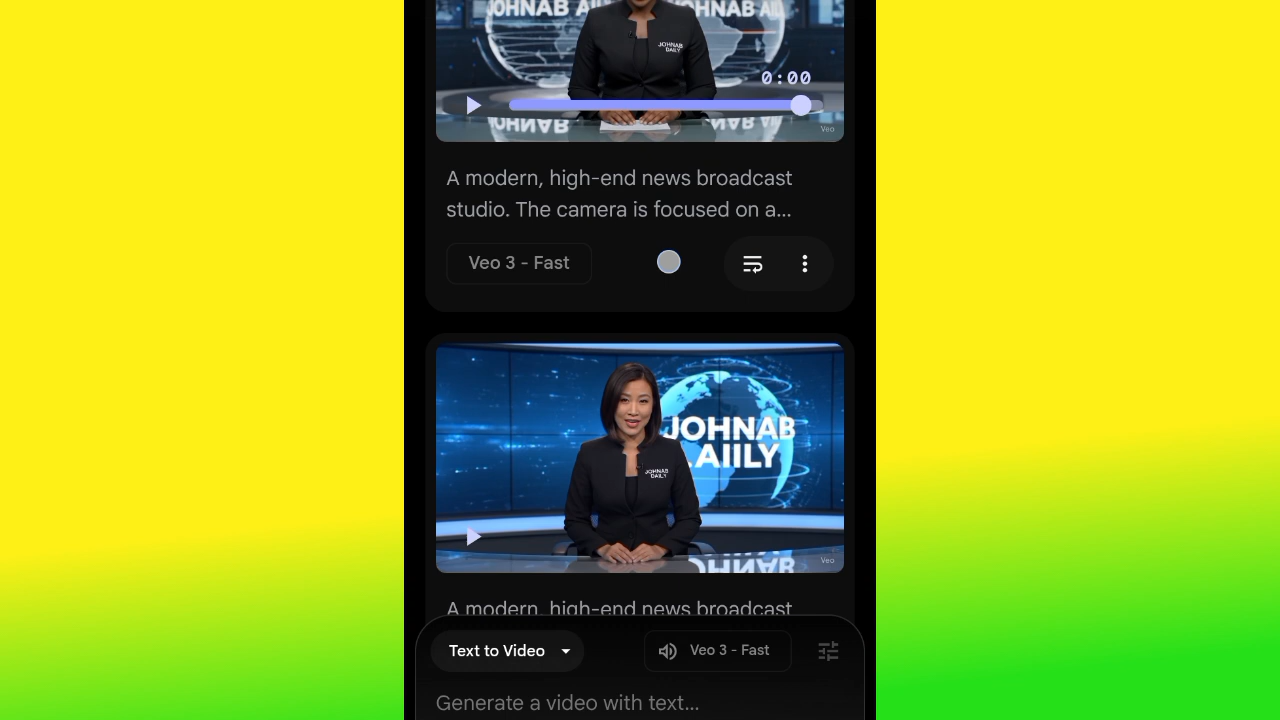 JOHNAB AII JOHNAB AII
JOHNAB
DAILY
0:00
Veo
A modern, high-end news broadcast
studio. The camera is focused on a...
Veo 3 - Fast
JOHNAB
AIILY
JOHNAB
DAILY
Veo
A modern, high-end news broadcast
Text to Video
Veo 3 - Fast
Generate a video with text...